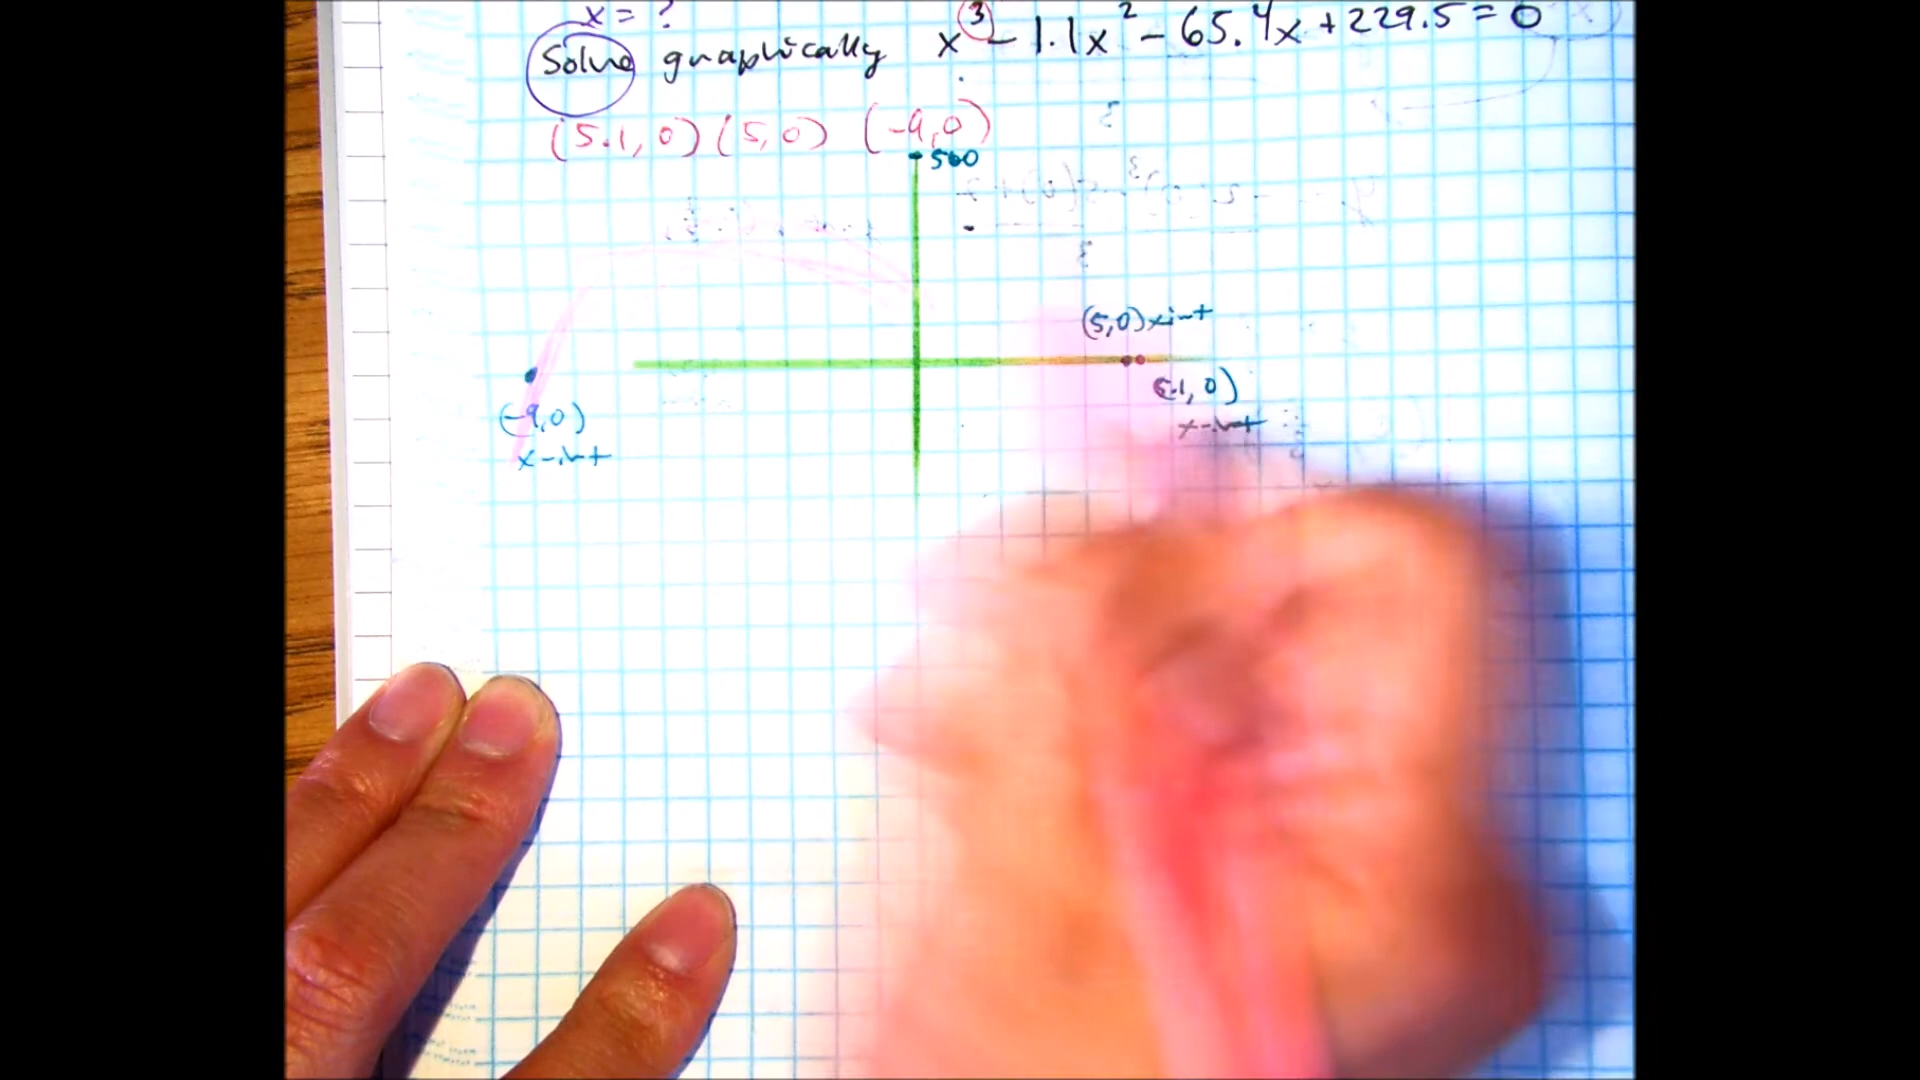 x = ?
Solve graphically x³ - 1.1x² - 65.4x + 229.5 = 0
(5.1, 0) (5, 0) (-9, 0)
560
(5,0) x int
(5.1, 0)
x-int
(-9,0)
x-int